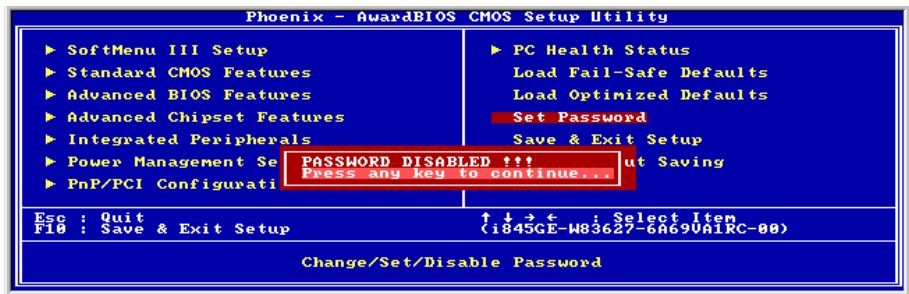 Phoenix - AwardBIOS CMOS Setup Utility
► SoftMenu III Setup
► Standard CMOS Features
► Advanced BIOS Features
► Advanced Chipset Features
► Integrated Peripherals
► Power Management Se
► PnP/PCI Configurati
► PC Health Status
Load Fail-Safe Defaults
Load Optimized Defaults
Set Password
Save & Exit Setup
ut Saving
PASSWORD DISABLED !!!
Press any key to continue...
Esc : Quit
F10 : Save & Exit Setup
↑ ↓ → ← : Select Item
(i845GE-W83627-6A69VA1RC-00)
Change/Set/Disable Password